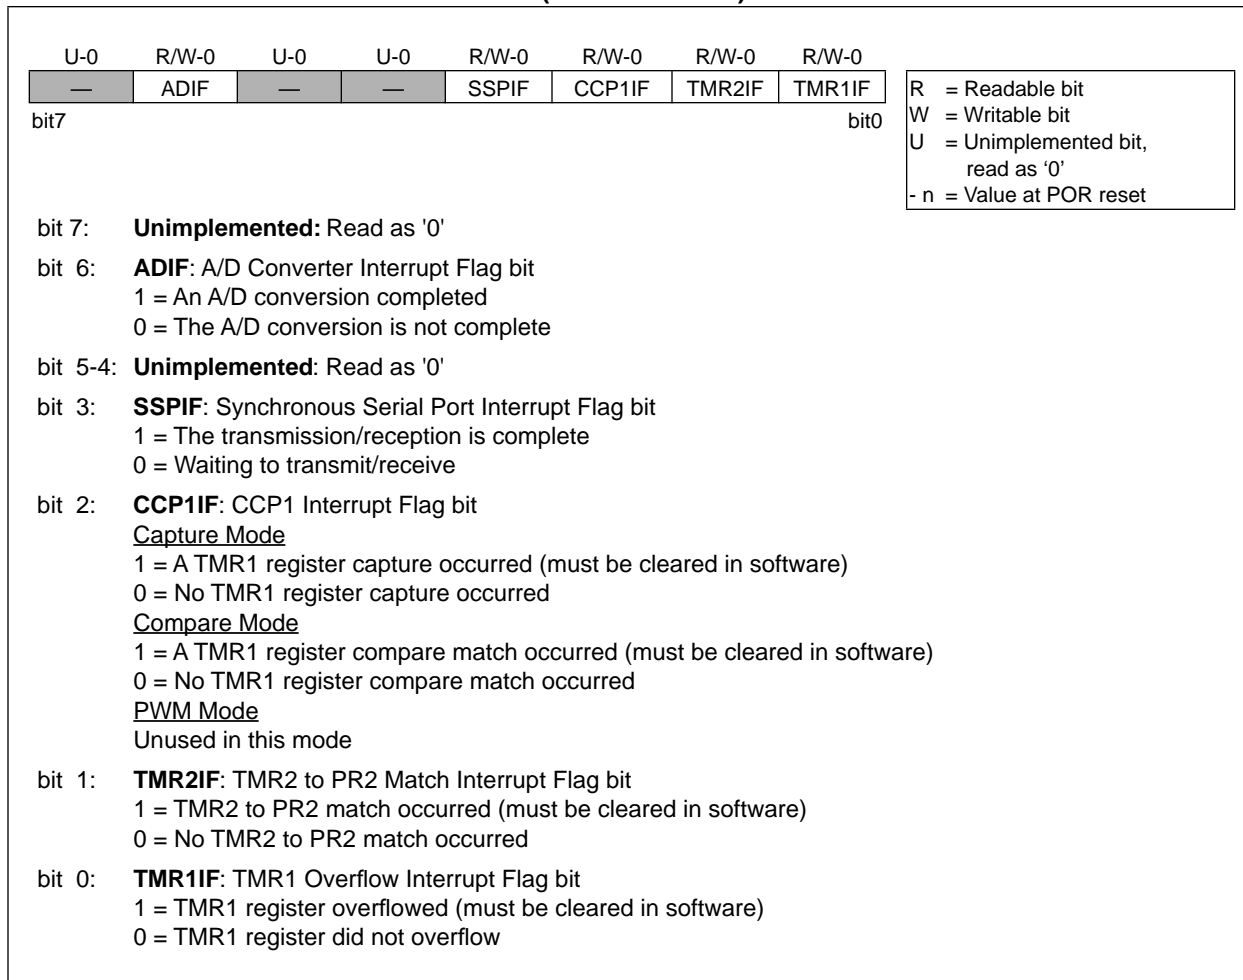 U-0 R/W-0 U-0 U-0 R/W-0 R/W-0 R/W-0 R/W-0
— ADIF — — SSPIF CCP1IF TMR2IF TMR1IF
bit7 bit0
R = Readable bit
W = Writable bit
U = Unimplemented bit,
read as ‘0’
- n = Value at POR reset
bit 7: Unimplemented: Read as '0'
bit 6: ADIF: A/D Converter Interrupt Flag bit
1 = An A/D conversion completed
0 = The A/D conversion is not complete
bit 5-4: Unimplemented: Read as '0'
bit 3: SSPIF: Synchronous Serial Port Interrupt Flag bit
1 = The transmission/reception is complete
0 = Waiting to transmit/receive
bit 2: CCP1IF: CCP1 Interrupt Flag bit
Capture Mode
1 = A TMR1 register capture occurred (must be cleared in software)
0 = No TMR1 register capture occurred
Compare Mode
1 = A TMR1 register compare match occurred (must be cleared in software)
0 = No TMR1 register compare match occurred
PWM Mode
Unused in this mode
bit 1: TMR2IF: TMR2 to PR2 Match Interrupt Flag bit
1 = TMR2 to PR2 match occurred (must be cleared in software)
0 = No TMR2 to PR2 match occurred
bit 0: TMR1IF: TMR1 Overflow Interrupt Flag bit
1 = TMR1 register overflowed (must be cleared in software)
0 = TMR1 register did not overflow